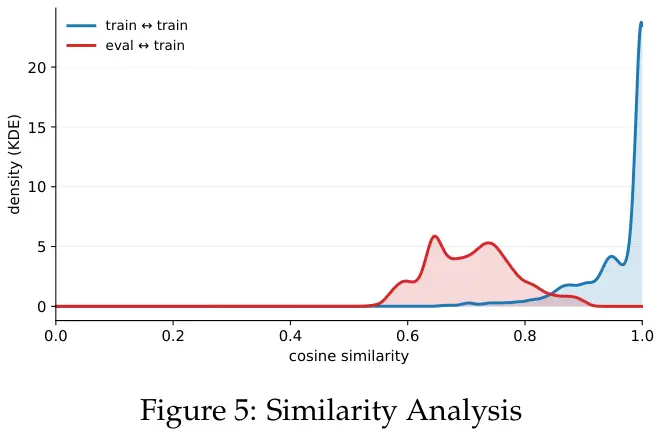 train ↔ train
eval ↔ train
20
15
10
5
0
density (KDE)
0.0 0.2 0.4 0.6 0.8 1.0
cosine similarity
Figure 5: Similarity Analysis